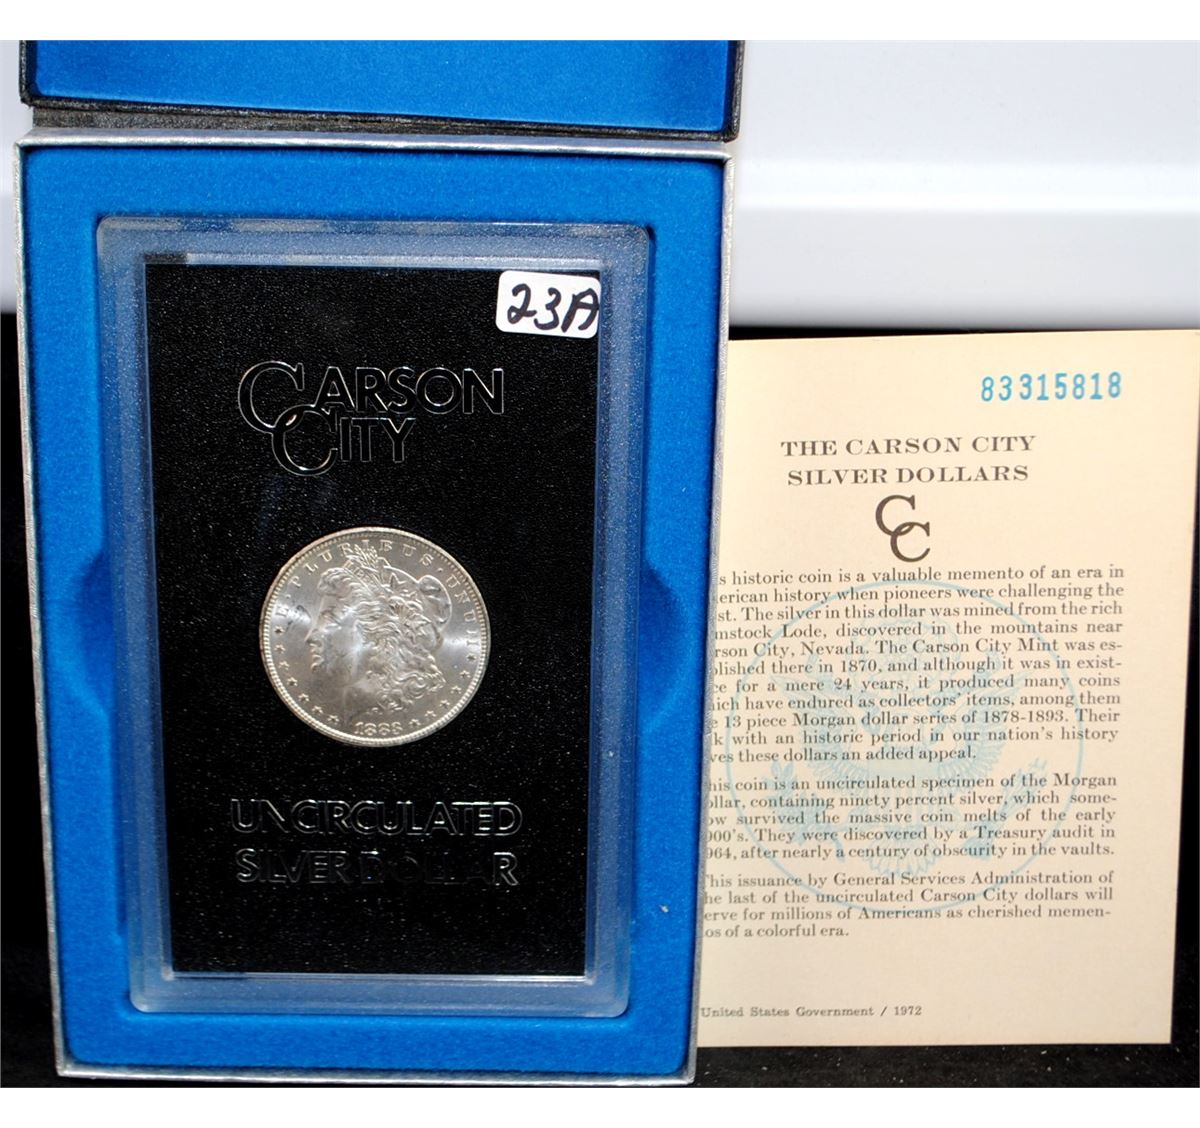 23A
CARSON
CITY
PLURIBUS · UNUM
1883
UNCIRCULATED
SILVER DOLLAR
83315818
THE CARSON CITY
SILVER DOLLARS
CC
s historic coin is a valuable memento of an era in
erican history when pioneers were challenging the
st. The silver in this dollar was mined from the rich
mstock Lode, discovered in the mountains near
rson City, Nevada. The Carson City Mint was es-
lished there in 1870, and although it was in exist-
ce for a mere 24 years, it produced many coins
ich have endured as collectors' items, among them
e 13 piece Morgan dollar series of 1878-1893. Their
k with an historic period in our nation's history
ves these dollars an added appeal.
his coin is an uncirculated specimen of the Morgan
ollar, containing ninety percent silver, which some-
ow survived the massive coin melts of the early
900's. They were discovered by a Treasury audit in
964, after nearly a century of obscurity in the vaults.
This issuance by General Services Administration of
he last of the uncirculated Carson City dollars will
erve for millions of Americans as cherished memen-
os of a colorful era.
United States Government / 1972